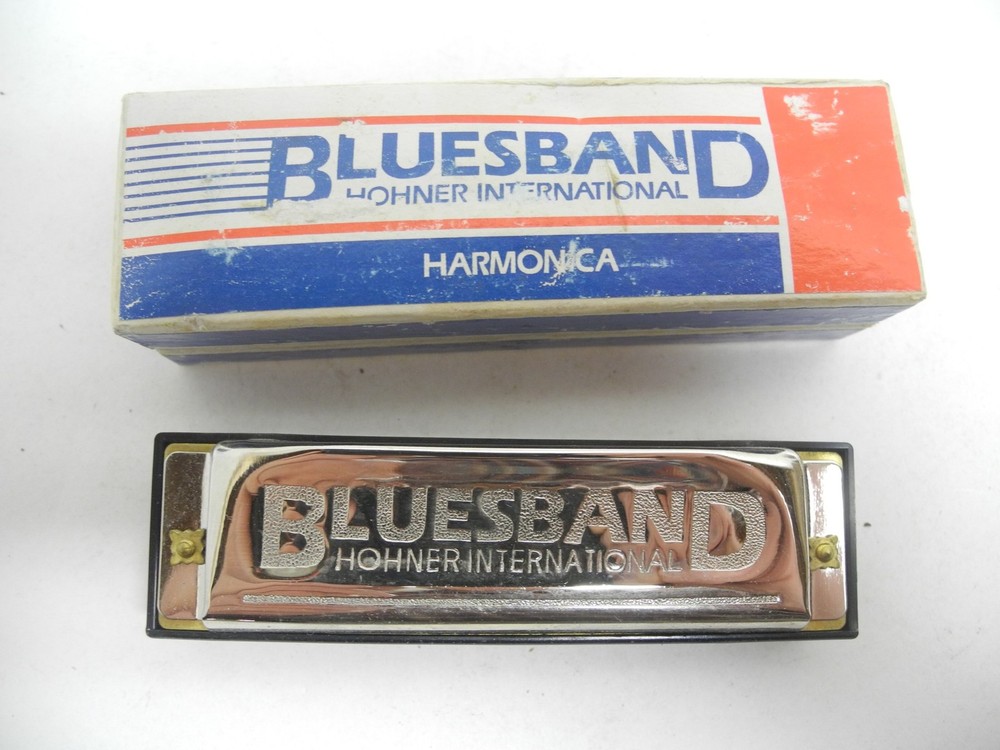 BLUESBAND
HOHNER INTERNATIONAL
HARMONICA
BLUESBAND
HOHNER INTERNATIONAL